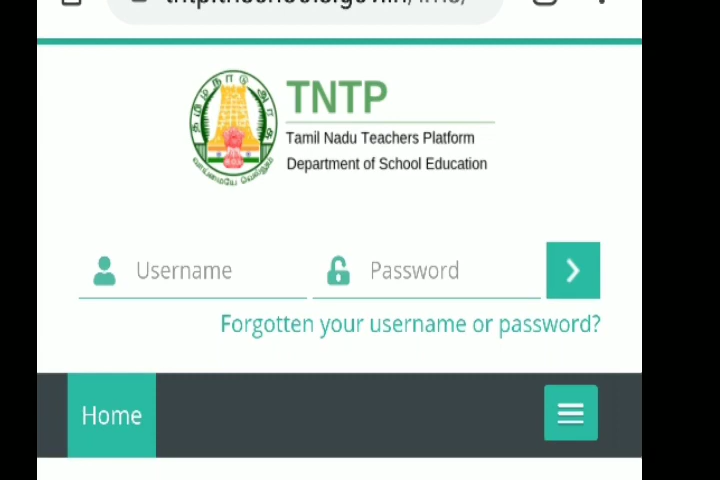 TNTP
Tamil Nadu Teachers Platform
Department of School Education
Username
Password
Forgotten your username or password?
Home